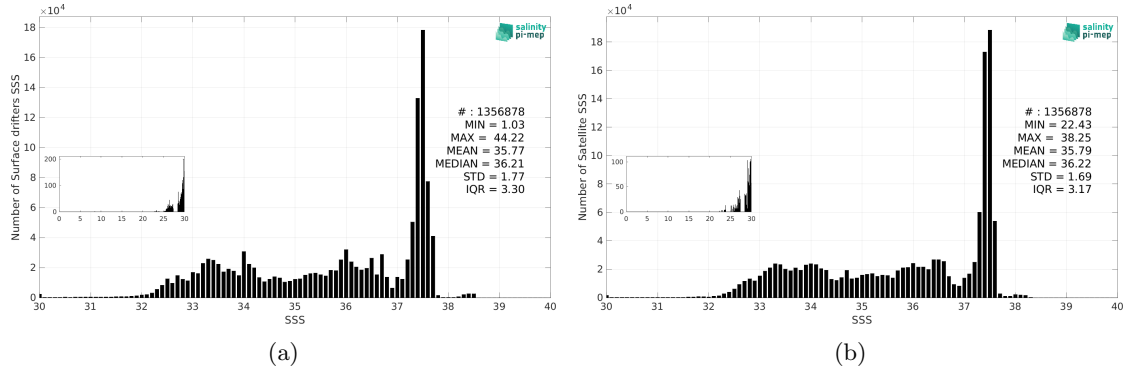 ×10⁴
18
16
14
12
10
8
6
4
2
0
Number of Surface drifters SSS
30 31 32 33 34 35 36 37 38 39 40
SSS
salinity
pi-mep
# : 1356878
MIN = 1.03
MAX = 44.22
MEAN = 35.77
MEDIAN = 36.21
STD = 1.77
IQR = 3.30
200
100
0
0 5 10 15 20 25 30
(a)
×10⁴
18
16
14
12
10
8
6
4
2
0
Number of Satellite SSS
30 31 32 33 34 35 36 37 38 39 40
SSS
salinity
pi-mep
# : 1356878
MIN = 22.43
MAX = 38.25
MEAN = 35.79
MEDIAN = 36.22
STD = 1.69
IQR = 3.17
100
50
0
0 5 10 15 20 25 30
(b)